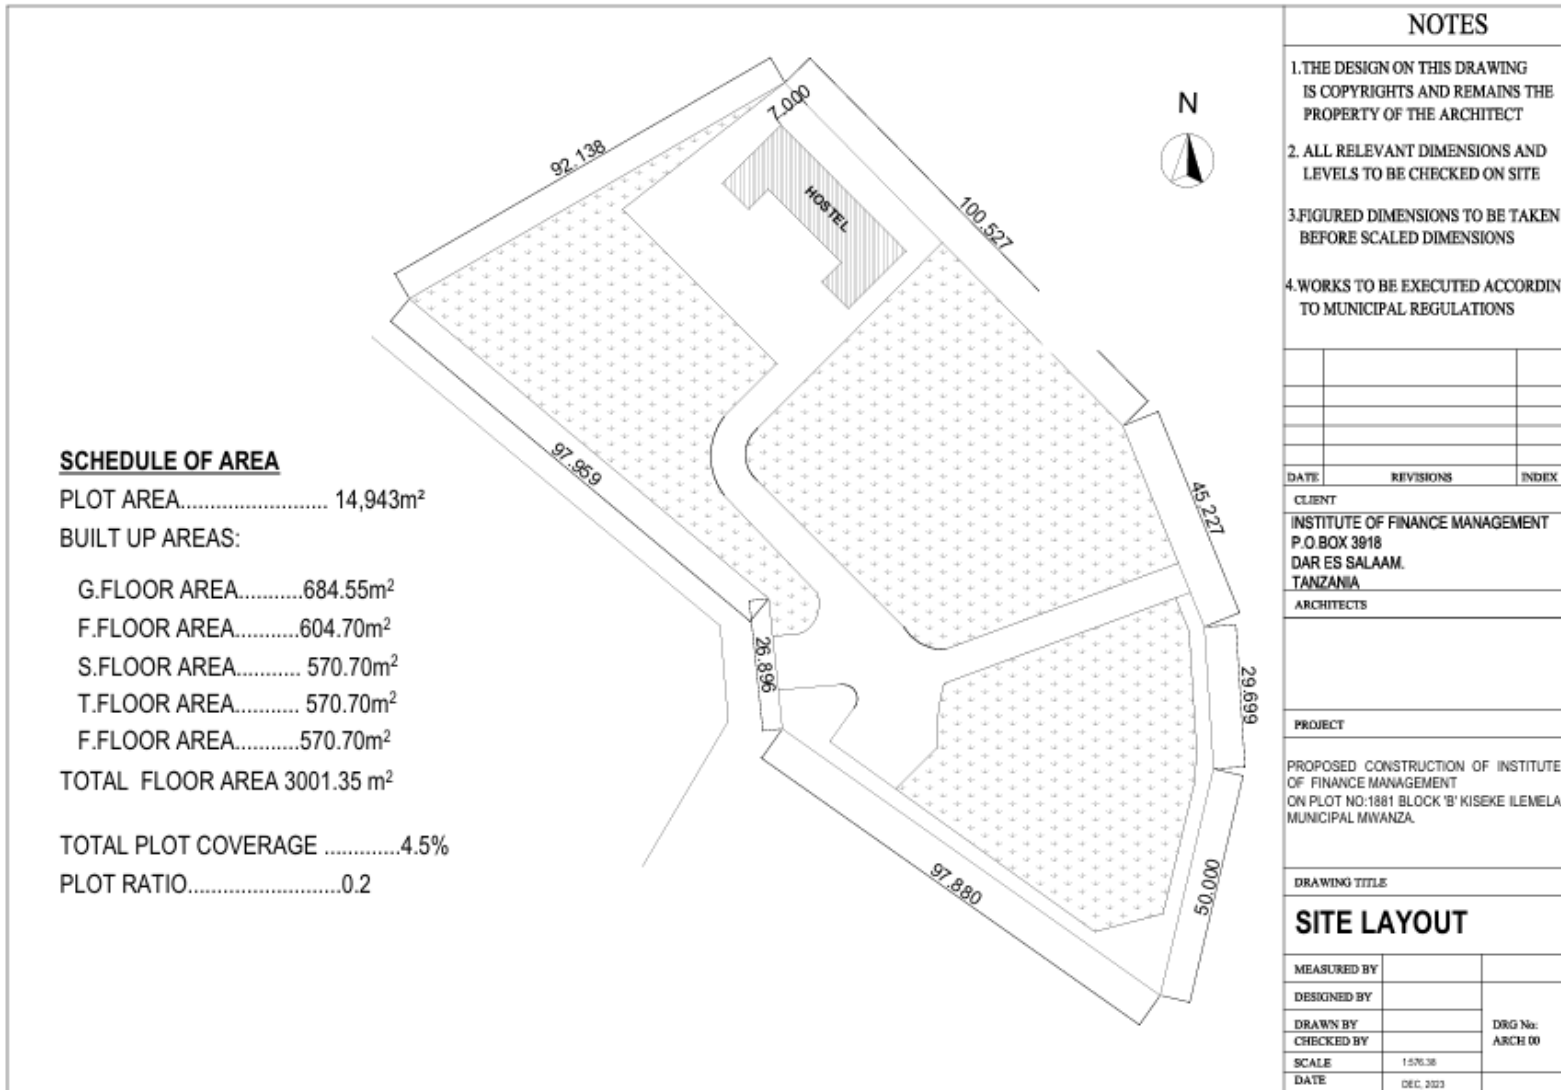 92.138
7.000
HOSTEL
100.527
N
97.959
45.227
26.896
29.699
97.880
50.000
SCHEDULE OF AREA
PLOT AREA......................... 14,943m²
BUILT UP AREAS:
G.FLOOR AREA...........684.55m²
F.FLOOR AREA...........604.70m²
S.FLOOR AREA........... 570.70m²
T.FLOOR AREA........... 570.70m²
F.FLOOR AREA...........570.70m²
TOTAL FLOOR AREA 3001.35 m²
TOTAL PLOT COVERAGE .............4.5%
PLOT RATIO..........................0.2
NOTES
1.THE DESIGN ON THIS DRAWING
IS COPYRIGHTS AND REMAINS THE
PROPERTY OF THE ARCHITECT
2. ALL RELEVANT DIMENSIONS AND
LEVELS TO BE CHECKED ON SITE
3.FIGURED DIMENSIONS TO BE TAKEN
BEFORE SCALED DIMENSIONS
4.WORKS TO BE EXECUTED ACCORDIN
TO MUNICIPAL REGULATIONS
DATE REVISIONS INDEX
CLIENT
INSTITUTE OF FINANCE MANAGEMENT
P.O.BOX 3918
DAR ES SALAAM.
TANZANIA
ARCHITECTS
PROJECT
PROPOSED CONSTRUCTION OF INSTITUTE
OF FINANCE MANAGEMENT
ON PLOT NO:1881 BLOCK 'B' KISEKE ILEMELA
MUNICIPAL MWANZA.
DRAWING TITLE
SITE LAYOUT
MEASURED BY
DESIGNED BY
DRAWN BY
CHECKED BY
DRG No:
ARCH 00
SCALE 1:576.38
DATE DEC, 2023